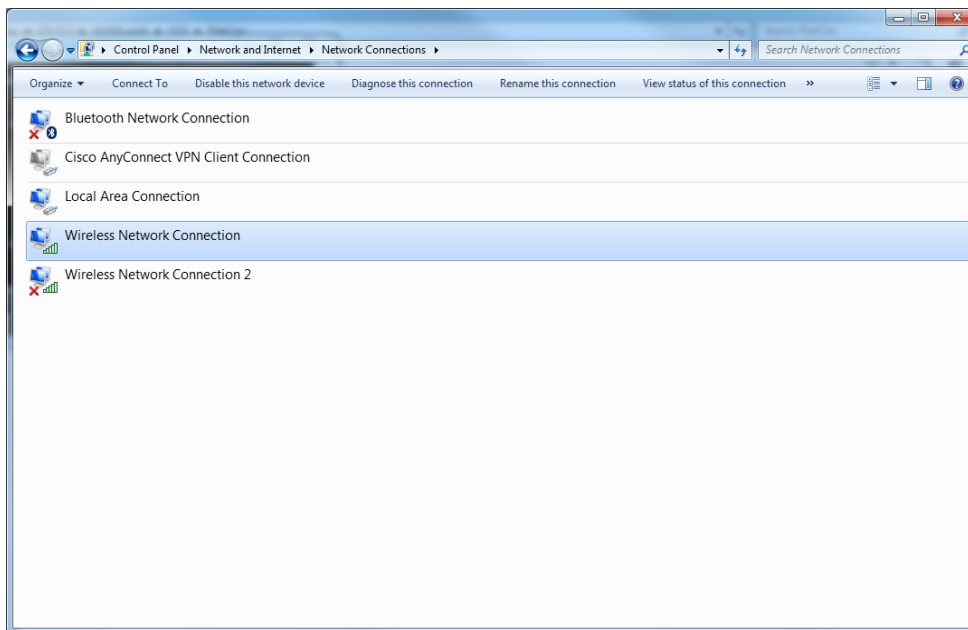 Control Panel Network and Internet Network Connections Search Network Connections
Organize Connect To Disable this network device Diagnose this connection Rename this connection View status of this connection »
Bluetooth Network Connection
Cisco AnyConnect VPN Client Connection
Local Area Connection
Wireless Network Connection
Wireless Network Connection 2